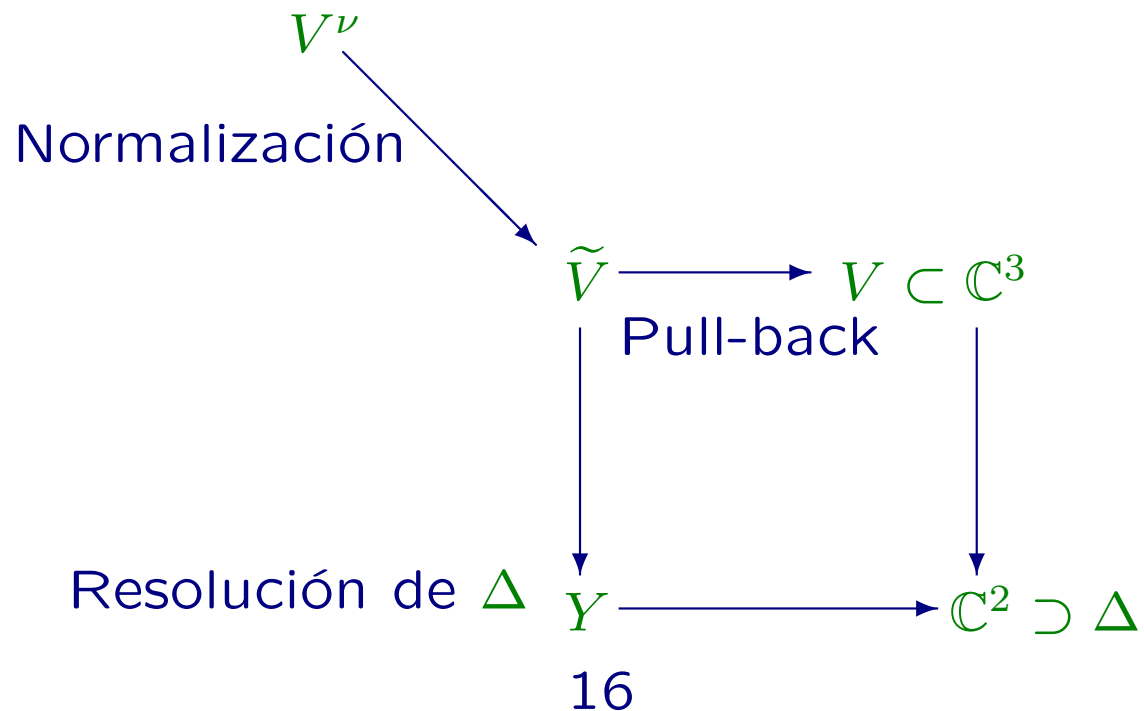 V^ν
Normalización
Ṽ V ⊂ ℂ³
Pull-back
Resolución de Δ Y ℂ² ⊃ Δ
16